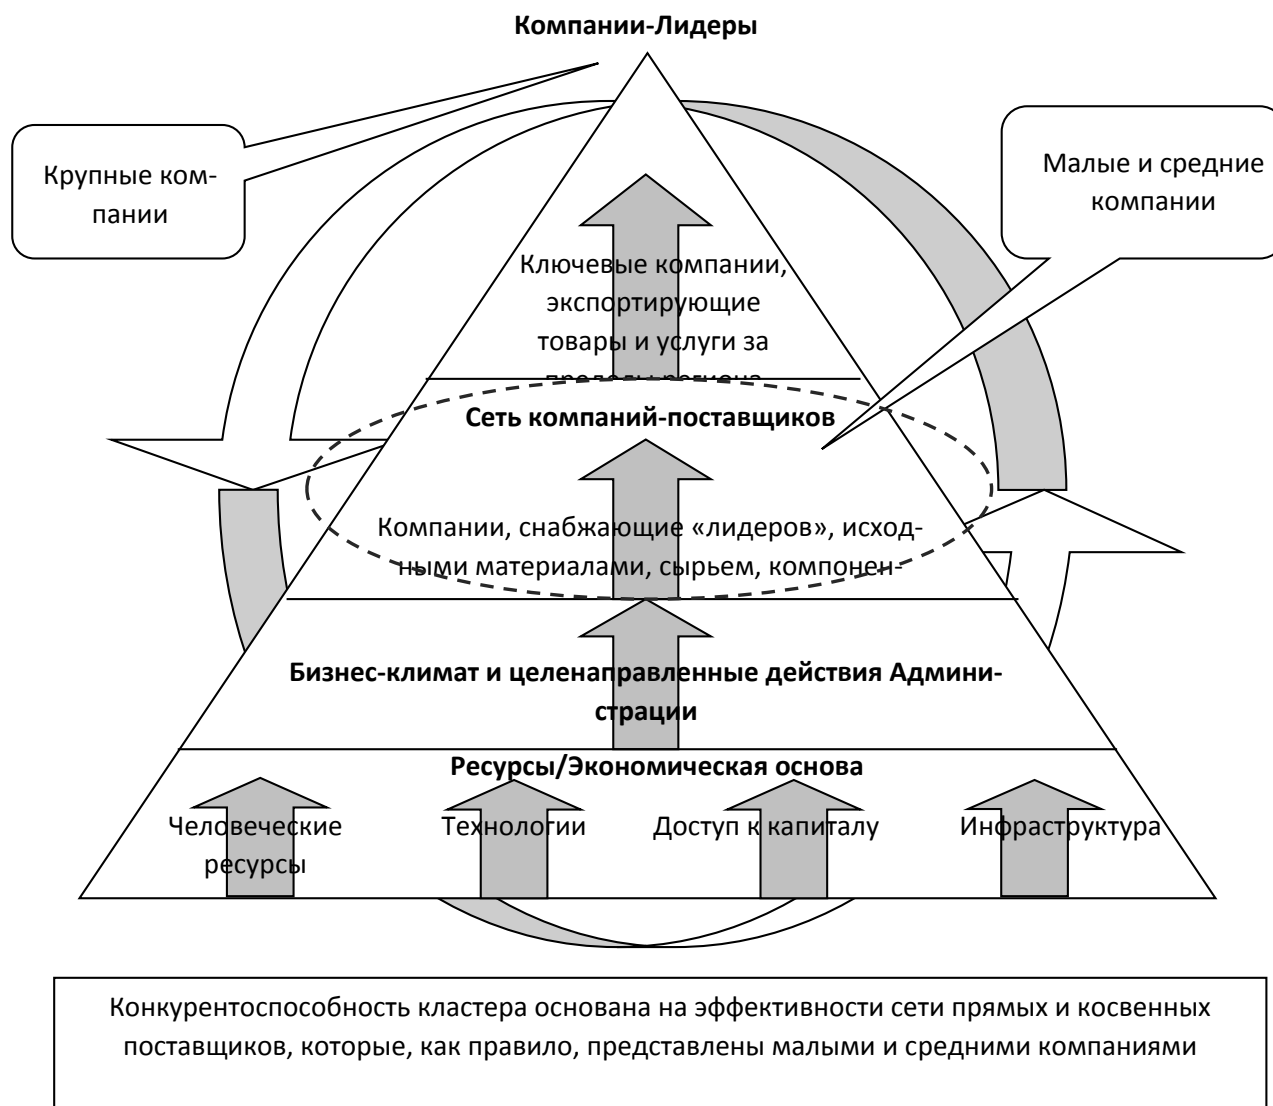 Компании-Лидеры
Крупные ком-
пании
Малые и средние
компании
Ключевые компании,
экспортирующие
товары и услуги за
пределы региона
Сеть компаний-поставщиков
Компании, снабжающие «лидеров», исход-
ными материалами, сырьем, компонен-
Бизнес-климат и целенаправленные действия Админи-
страции
Ресурсы/Экономическая основа
Человеческие
ресурсы
Технологии
Доступ к капиталу
Инфраструктура
Конкурентоспособность кластера основана на эффективности сети прямых и косвенных
поставщиков, которые, как правило, представлены малыми и средними компаниями